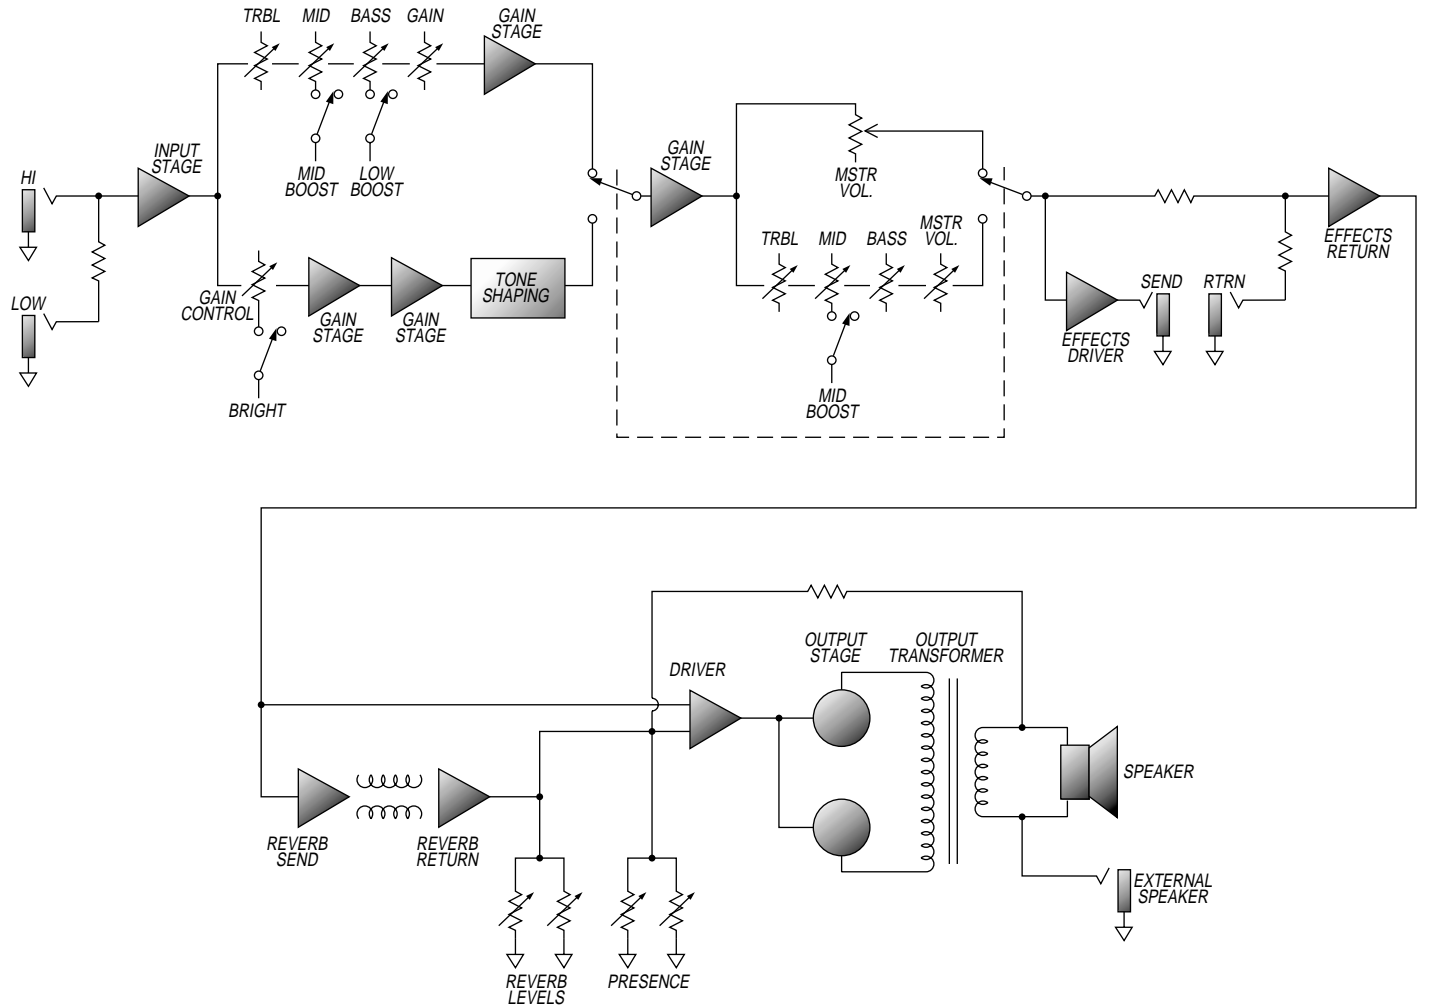 TRBL
MID
BASS
GAIN
GAIN
STAGE
INPUT
STAGE
MID
BOOST
LOW
BOOST
HI
LOW
GAIN
CONTROL
GAIN
STAGE
GAIN
STAGE
TONE
SHAPING
BRIGHT
GAIN
STAGE
MSTR
VOL.
TRBL
MID
BASS
MSTR
VOL.
MID
BOOST
EFFECTS
RETURN
SEND
RTRN
EFFECTS
DRIVER
DRIVER
OUTPUT
STAGE
OUTPUT
TRANSFORMER
SPEAKER
REVERB
SEND
REVERB
RETURN
EXTERNAL
SPEAKER
REVERB
LEVELS
PRESENCE